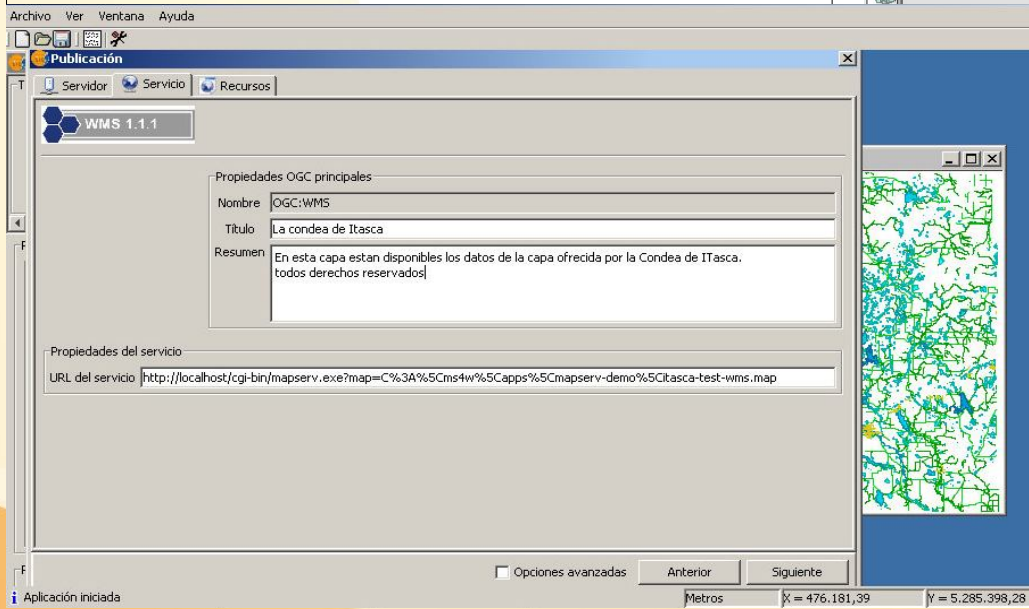 Archivo Ver Ventana Ayuda
Publicación
Servidor Servicio Recursos
WMS 1.1.1
Propiedades OGC principales
Nombre OGC:WMS
Título La condea de Itasca
Resumen En esta capa estan disponibles los datos de la capa ofrecida por la Condea de ITasca.
todos derechos reservados
Propiedades del servicio
URL del servicio http://localhost/cgi-bin/mapserv.exe?map=C%3A%5Cms4w%5Capps%5Cmapserv-demo%5Citasca-test-wms.map
Opciones avanzadas Anterior Siguiente
Aplicación iniciada Metros X = 476.181,39 Y = 5.285.398,28